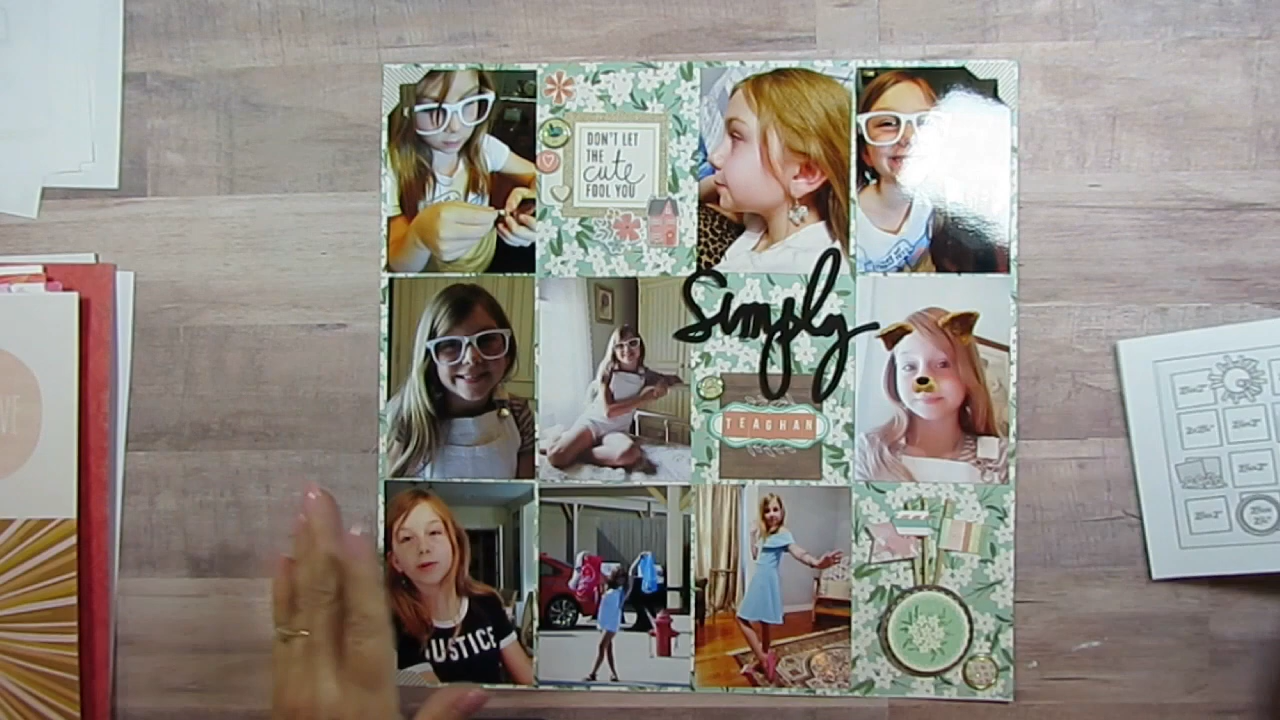 DON'T LET
THE cute
FOOL YOU
Simply
TEAGHAN
JUSTICE